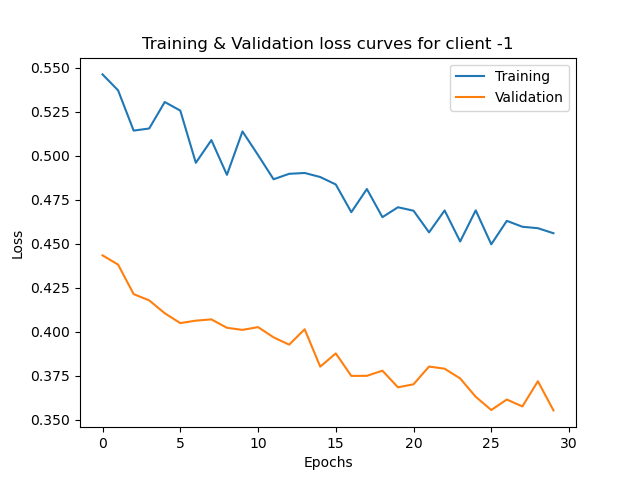 Training & Validation loss curves for client -1
Training
Validation
0.550
0.525
0.500
0.475
0.450
0.425
0.400
0.375
0.350
Loss
0 5 10 15 20 25 30
Epochs